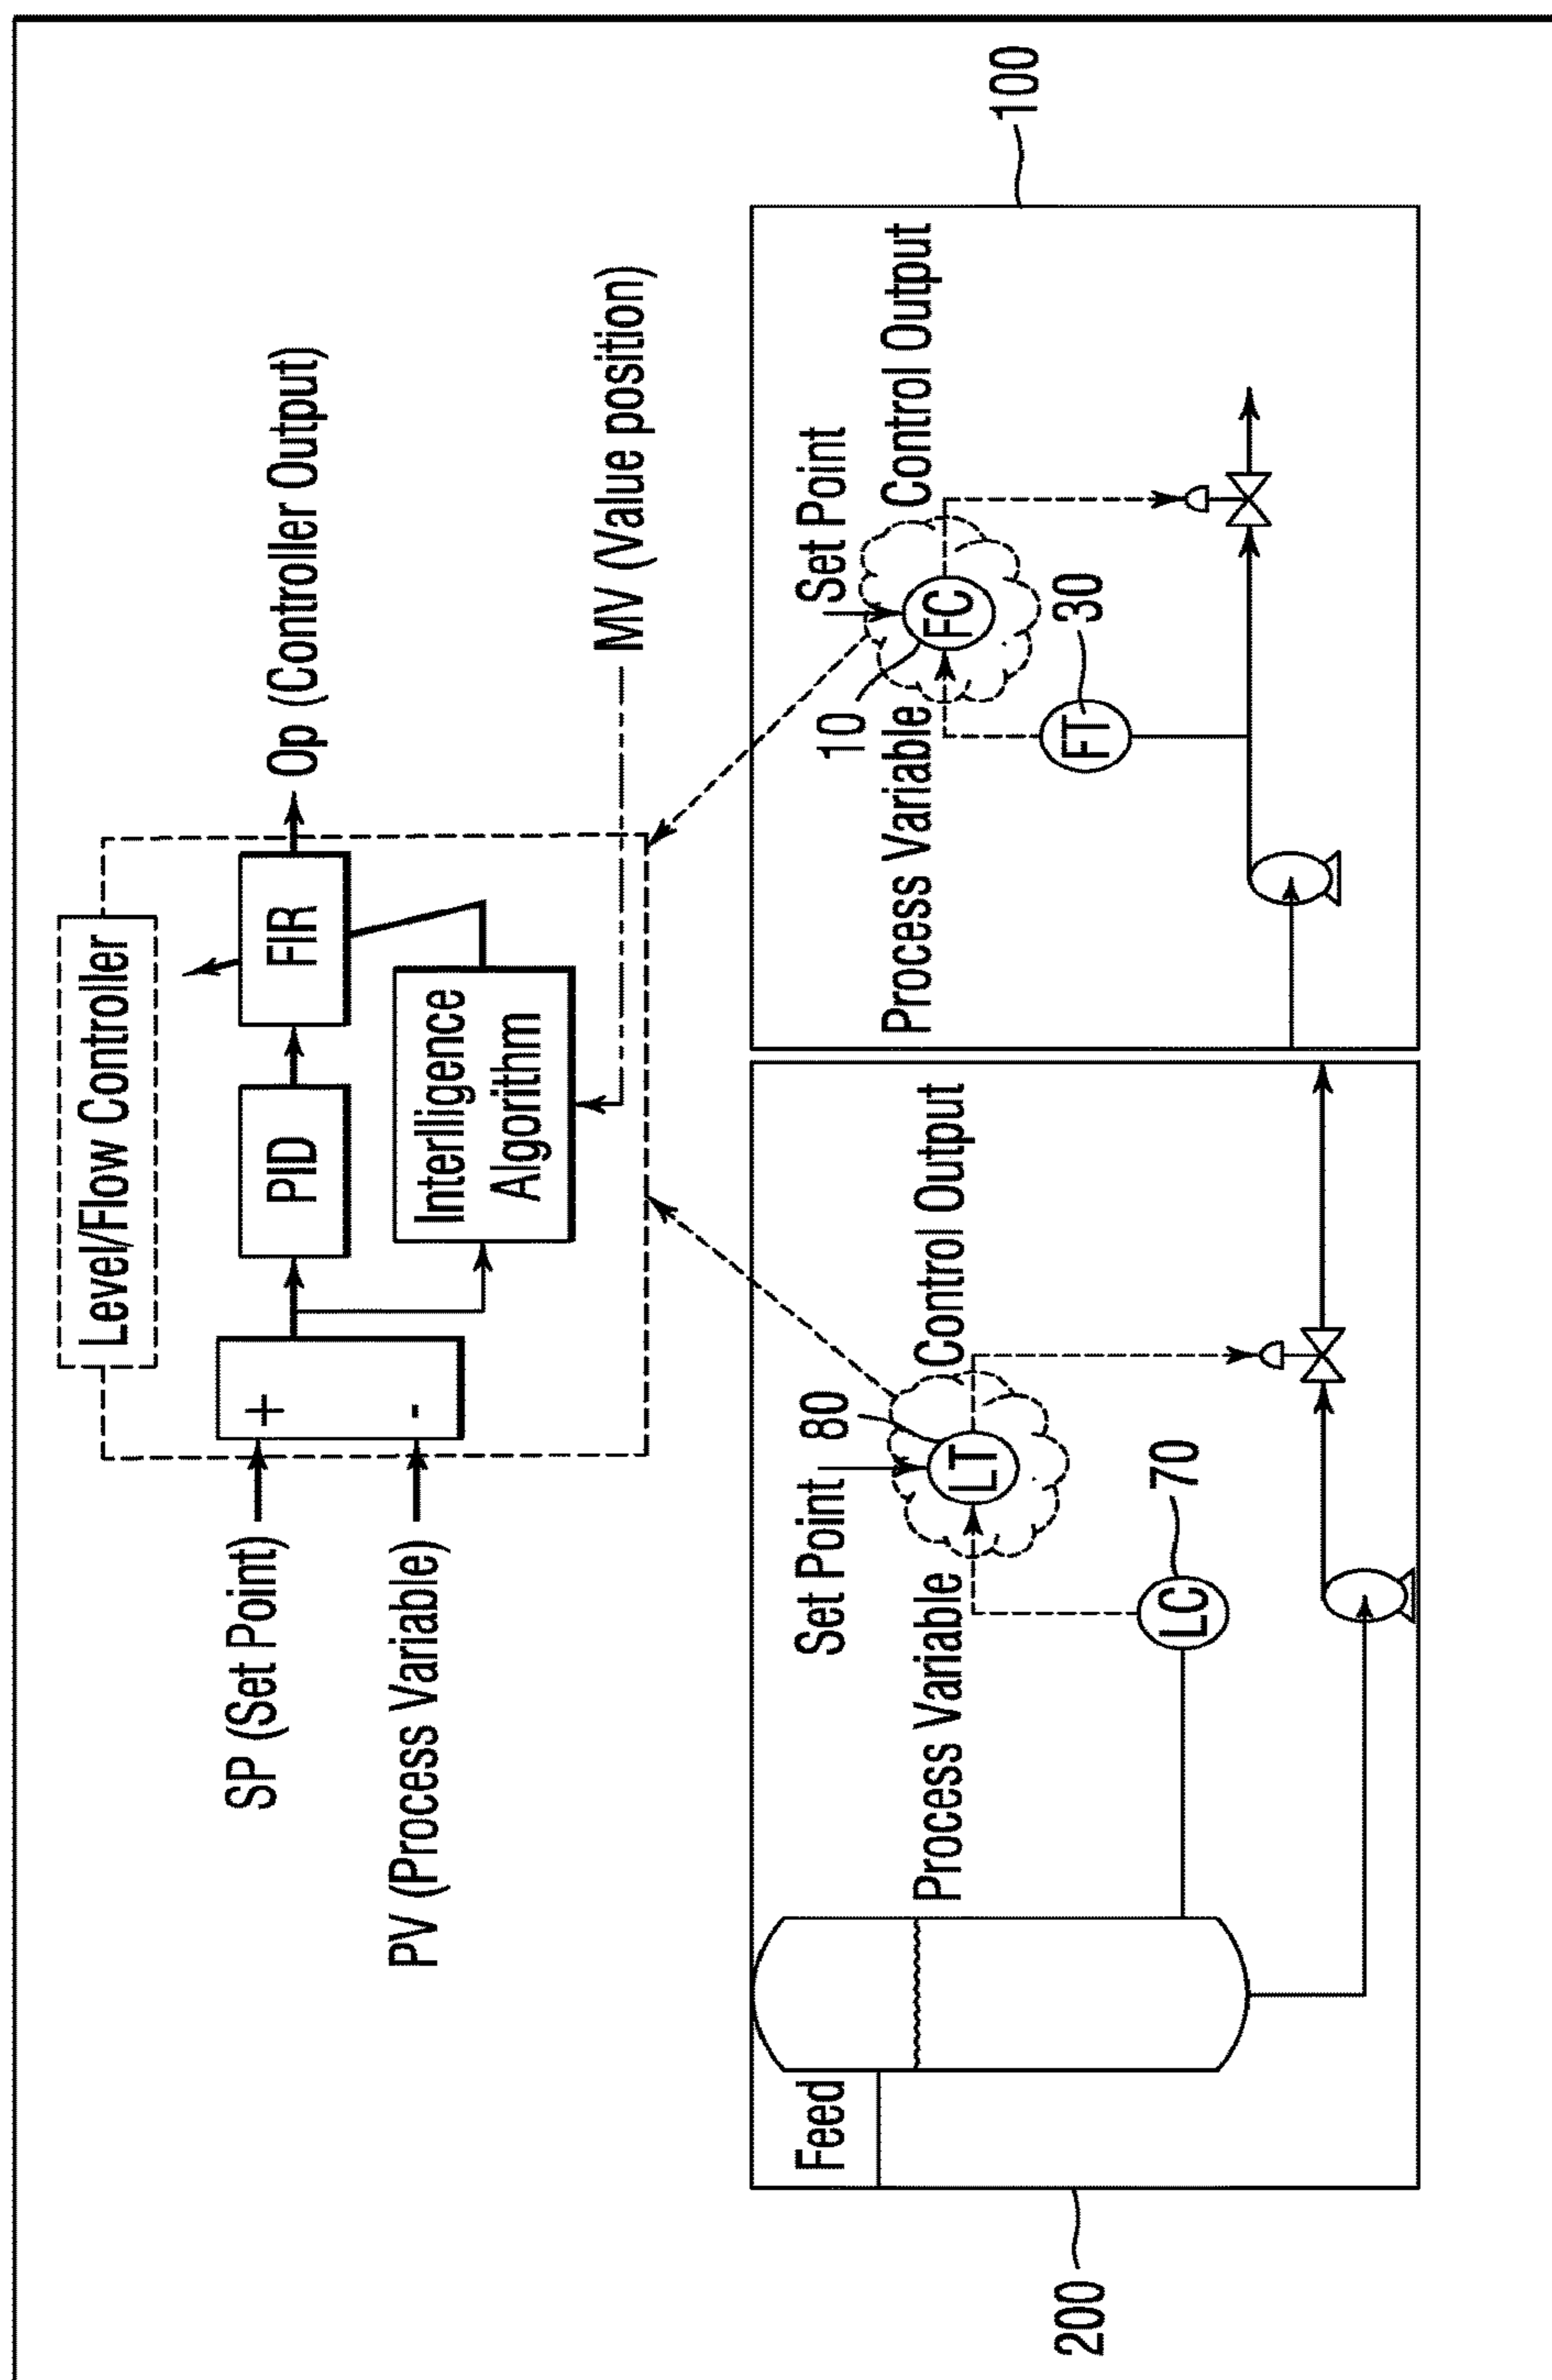 Level/Flow Controller
SP (Set Point)
+
PID
FIR
Op (Controller Output)
PV (Process Variable)
-
Interlligence
Algorithm
MV (Value position)
200
Feed
Set Point
80
Process Variable
LT
Control Output
LC
70
100
Set Point
10
Process Variable
FC
Control Output
FT
30